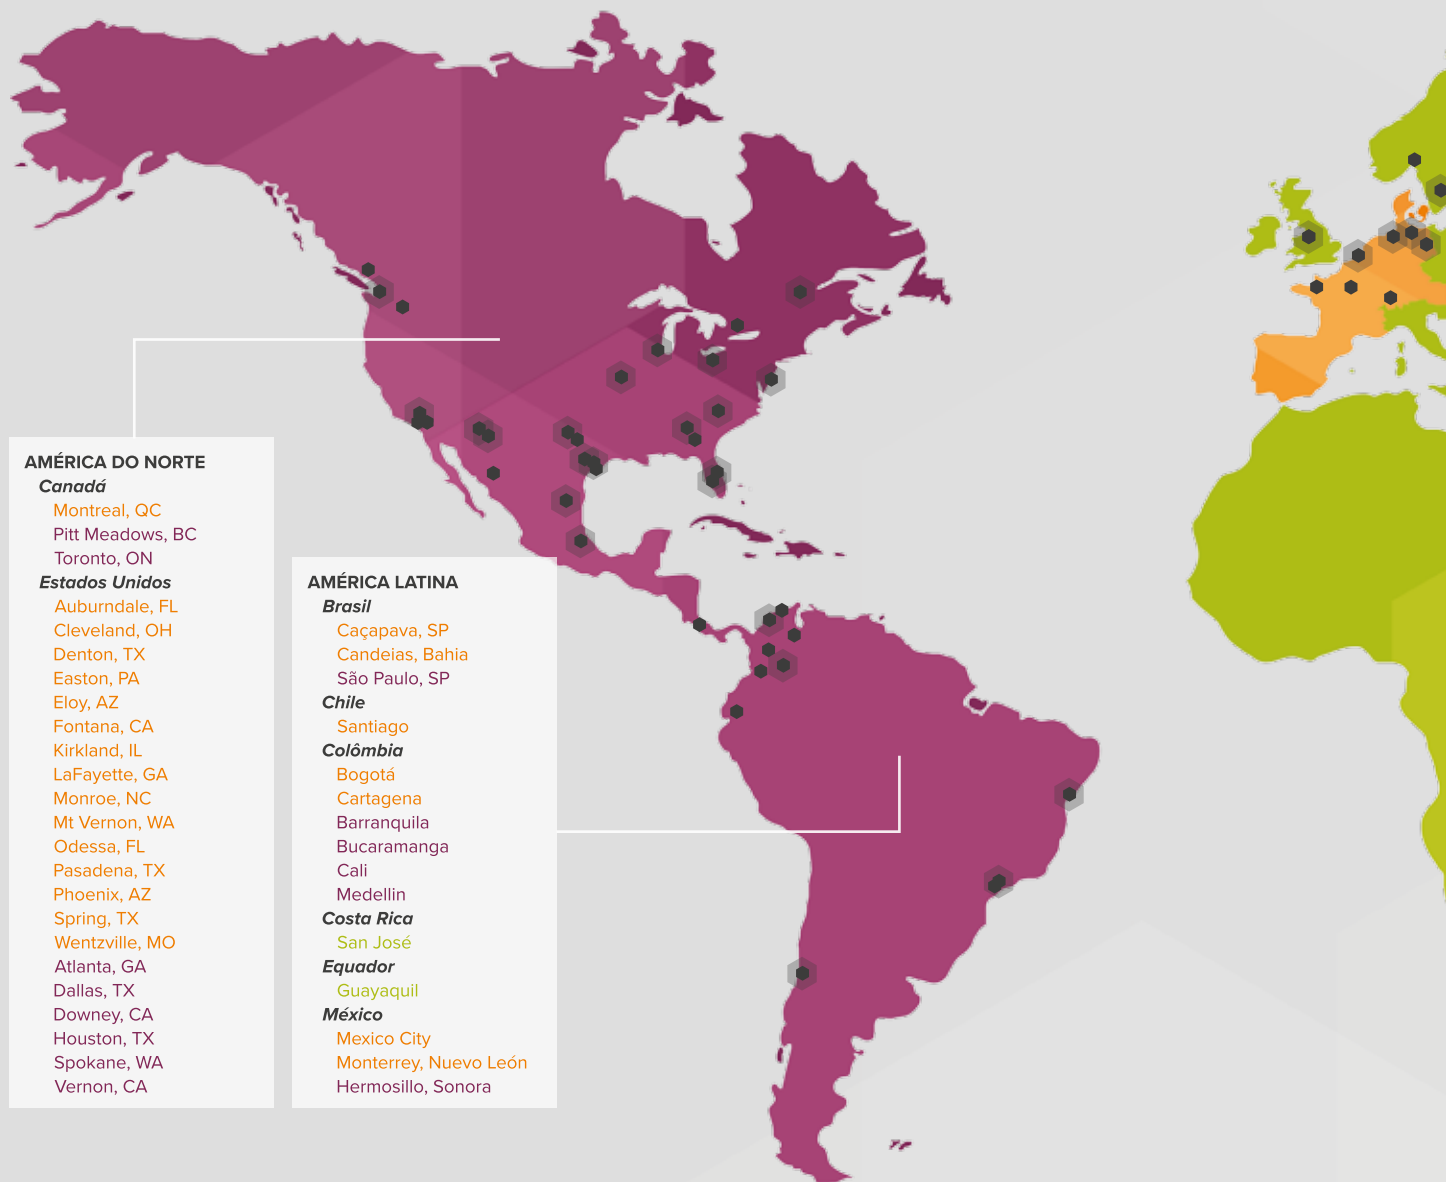 AMÉRICA DO NORTE
Canadá
Montreal, QC
Pitt Meadows, BC
Toronto, ON
Estados Unidos
Auburndale, FL
Cleveland, OH
Denton, TX
Easton, PA
Eloy, AZ
Fontana, CA
Kirkland, IL
LaFayette, GA
Monroe, NC
Mt Vernon, WA
Odessa, FL
Pasadena, TX
Phoenix, AZ
Spring, TX
Wentzville, MO
Atlanta, GA
Dallas, TX
Downey, CA
Houston, TX
Spokane, WA
Vernon, CA
AMÉRICA LATINA
Brasil
Caçapava, SP
Candeias, Bahia
São Paulo, SP
Chile
Santiago
Colômbia
Bogotá
Cartagena
Barranquila
Bucaramanga
Cali
Medellin
Costa Rica
San José
Equador
Guayaquil
México
Mexico City
Monterrey, Nuevo León
Hermosillo, Sonora